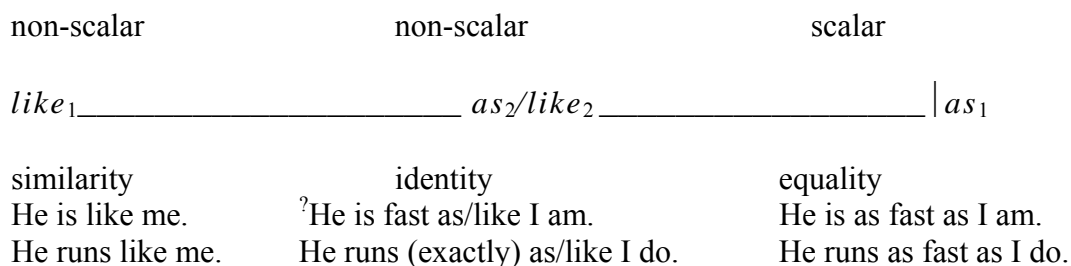 non-scalar non-scalar scalar
like₁______________________ as₂/like₂ ___________________ | as₁
similarity identity equality
He is like me. ?He is fast as/like I am. He is as fast as I am.
He runs like me. He runs (exactly) as/like I do. He runs as fast as I do.